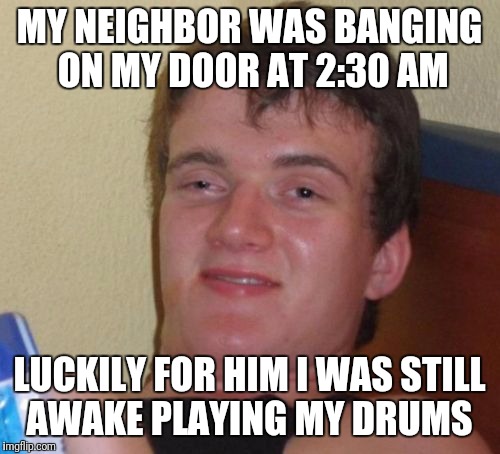 MY NEIGHBOR WAS BANGING
ON MY DOOR AT 2:30 AM
LUCKILY FOR HIM I WAS STILL
AWAKE PLAYING MY DRUMS
imgflip.com